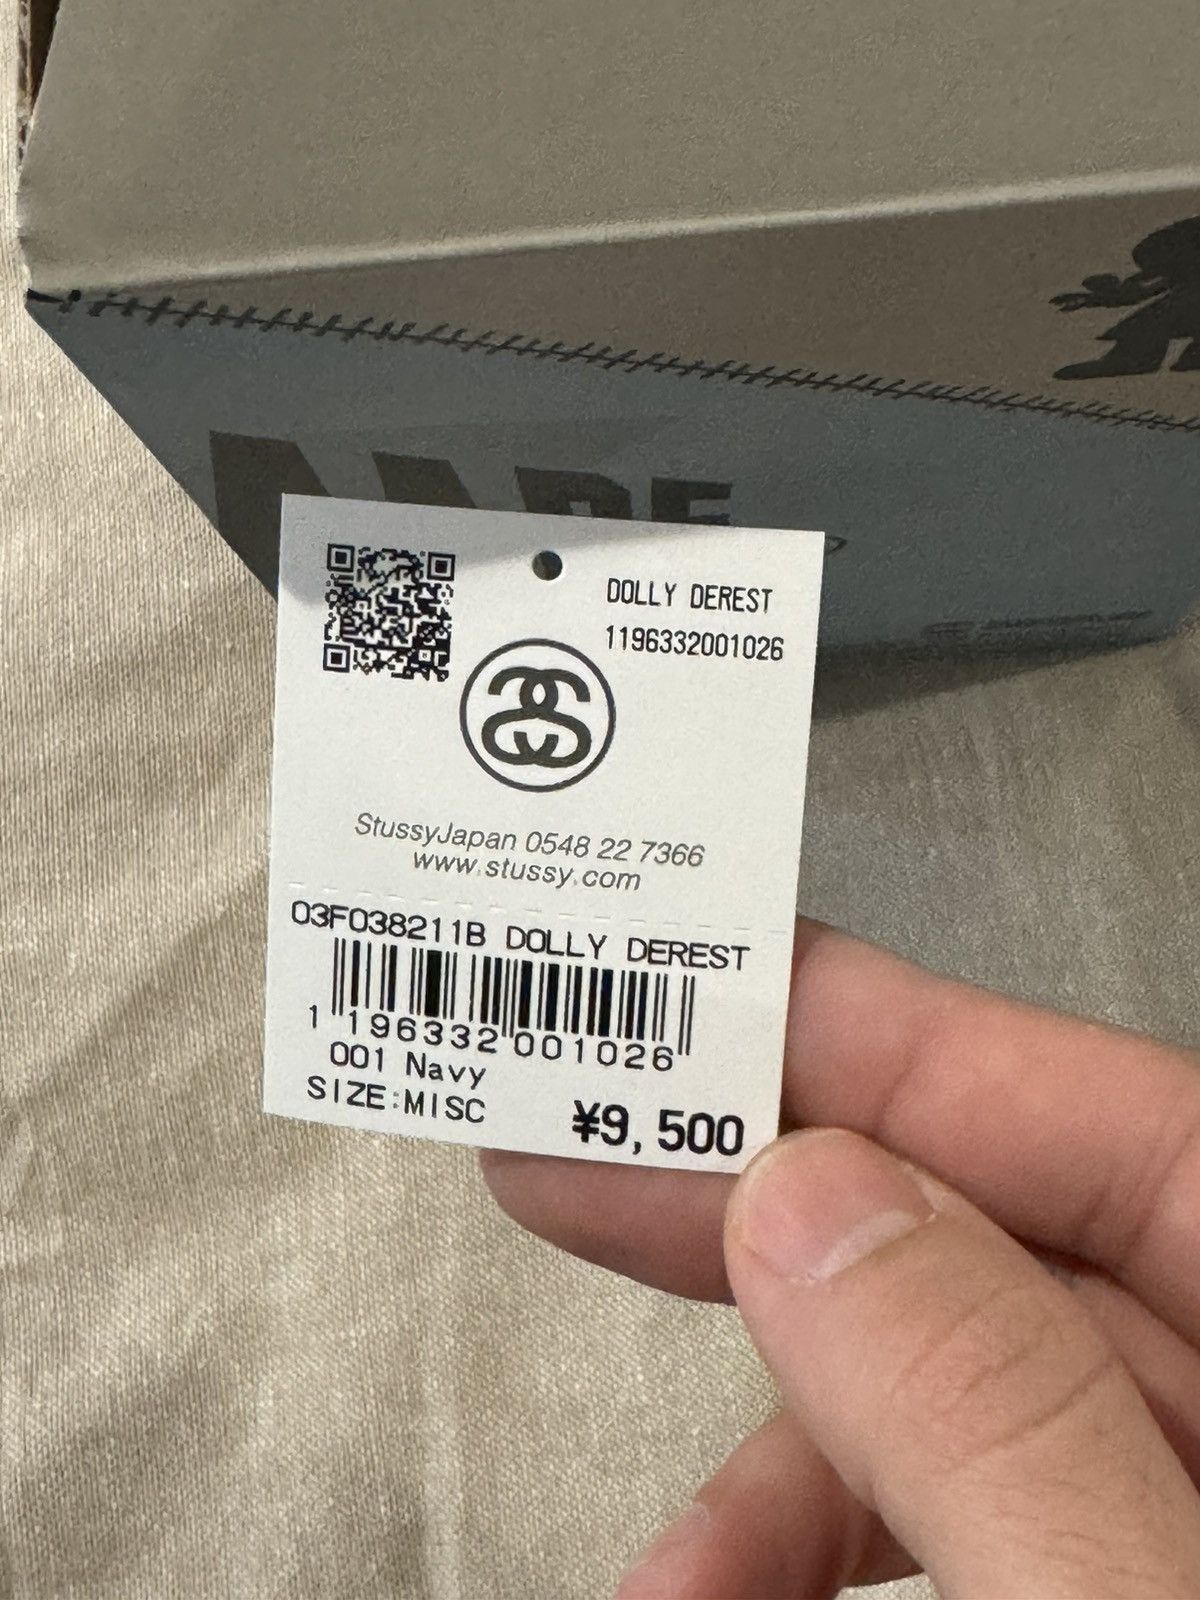 DOLLY DEREST
1196332001026
StussyJapan 0548 22 7366
www.stussy.com
03F038211B DOLLY DEREST
1 196332 001026
001 Navy
SIZE:MISC
¥9,500